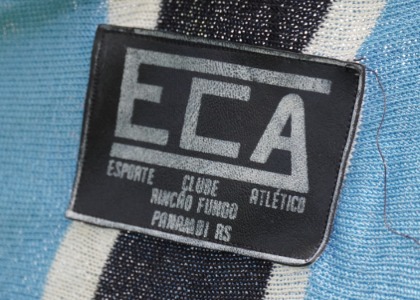 ECA
ESPORTE CLUBE ATLÉTICO
RINCÃO FUNDO
PANAMBI RS